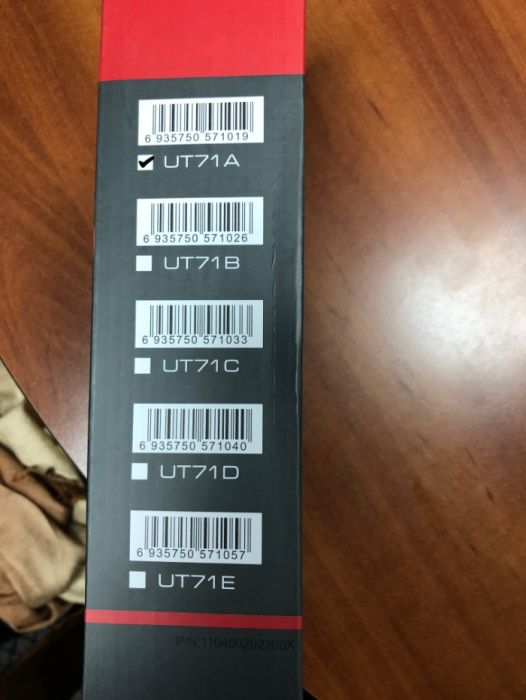 6 935750 571019
UT71A
6 935750 571026
UT71B
6 935750 571033
UT71C
6 935750 571040
UT71D
6 935750 571057
UT71E
P/N:110400202360X